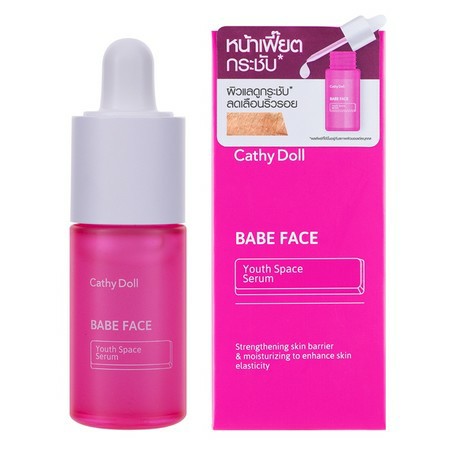 Cathy Doll
BABE FACE
Youth Space
Serum
หน้าเฟี๊ยต
กระชับ*
ผิวแลดูกระชับ*
ลดเลือนริ้วรอย
BABE FACE
Cathy Doll
BABE FACE
Youth Space
Serum
Strengthening skin barrier
& moisturizing to enhance skin
elasticity